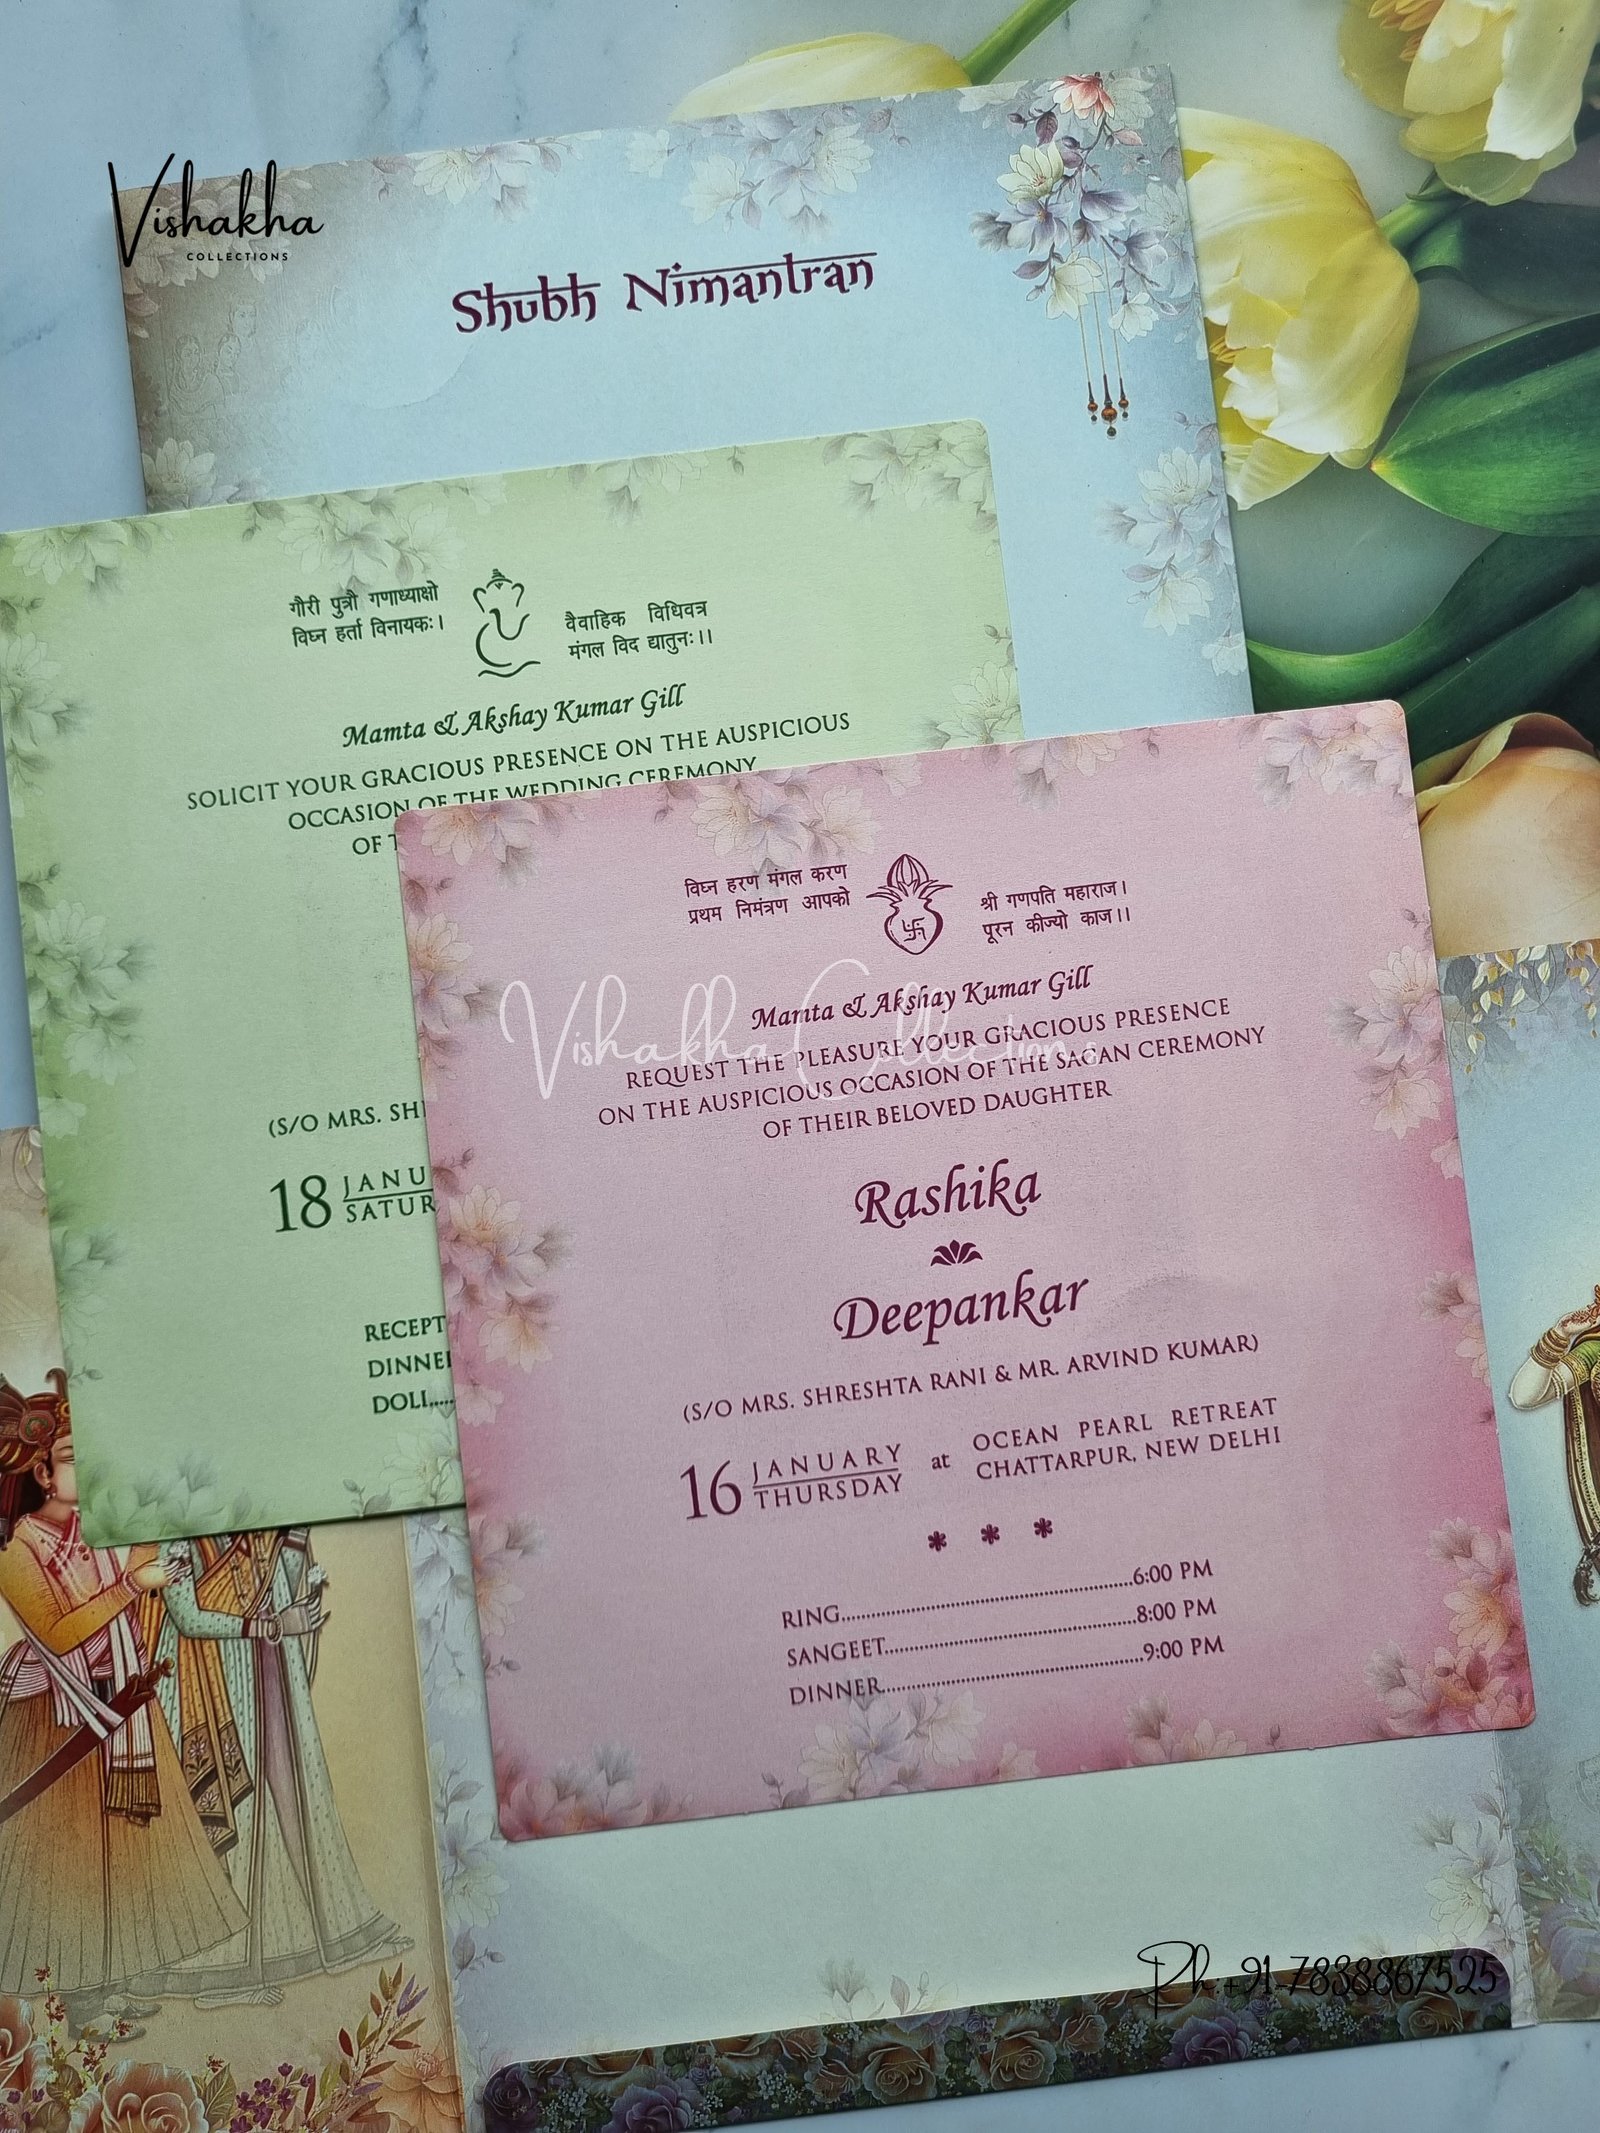 Vishakha
COLLECTIONS
Shubh Nimantran
गौरी पुत्रौ गणाध्याक्षो
विघ्न हर्ता विनायकः।
वैवाहिक विधिवत्र
मंगल विद द्यातुनः।।
Mamta & Akshay Kumar Gill
SOLICIT YOUR GRACIOUS PRESENCE ON THE AUSPICIOUS
OCCASION OF THE WEDDING CEREMONY
OF
(S/O MRS.
18
SATUR
RECEPT
DINNE
DOLI.....
विघ्न हरण मंगल करण
प्रथम निमंत्रण आपको
श्री गणपति महाराज।
पूरन कीज्यो काज।।
Mamta & Akshay Kumar Gill
Vishakha Collections
REQUEST THE PLEASURE YOUR GRACIOUS PRESENCE
ON THE AUSPICIOUS OCCASION OF THE SAGAN CEREMONY
OF THEIR BELOVED DAUGHTER
Rashika
Deepankar
(S/O MRS. SHRESHTA RANI & MR. ARVIND KUMAR)
16 JANUARY
THURSDAY
at
OCEAN PEARL RETREAT
CHATTARPUR, NEW DELHI
RING.....6:00 PM
SANGEET.....8:00 PM
DINNER.....9:00 PM
Ph:+91-7838867525